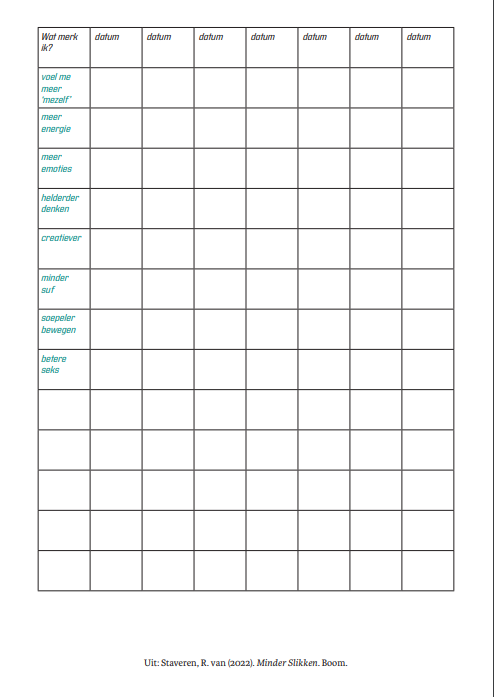 Wat merk datum datum datum datum datum datum datum
ik?
voel me
meer
‘mezelf’
meer
energie
meer
emoties
helderder
denken
creatiever
minder
suf
soepeler
bewegen
betere
seks
Uit: Staveren, R. van (2022). Minder Slikken. Boom.